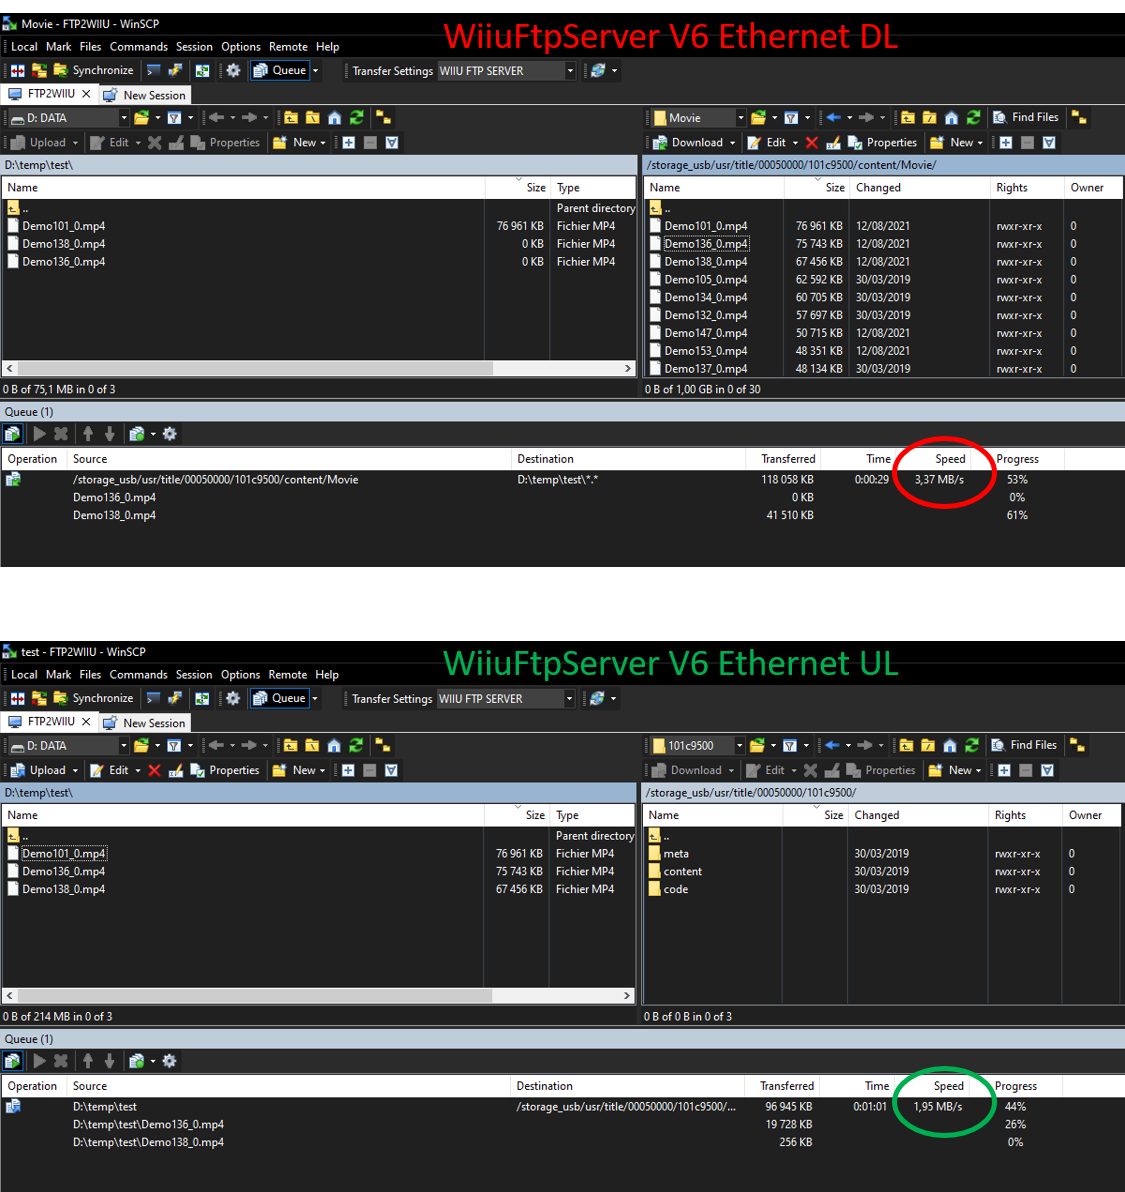 Movie - FTP2WIIU - WinSCP
WiiuFtpServer V6 Ethernet DL
Local Mark Files Commands Session Options Remote Help
Synchronize Queue Transfer Settings WIIU FTP SERVER
FTP2WIIU X New Session
D: DATA Movie Find Files
Upload Edit Properties New Download Edit Properties New
D:\temp\test\ /storage_usb/usr/title/00050000/101c9500/content/Movie/
Name Size Type Name Size Changed Rights Owner
.. Parent directory ..
Demo101_0.mp4 76 961 KB Fichier MP4 Demo101_0.mp4 76 961 KB 12/08/2021 rwxr-xr-x 0
Demo138_0.mp4 0 KB Fichier MP4 Demo136_0.mp4 75 743 KB 12/08/2021 rwxr-xr-x 0
Demo136_0.mp4 0 KB Fichier MP4 Demo138_0.mp4 67 456 KB 12/08/2021 rwxr-xr-x 0
Demo105_0.mp4 62 592 KB 30/03/2019 rwxr-xr-x 0
Demo134_0.mp4 60 705 KB 30/03/2019 rwxr-xr-x 0
Demo132_0.mp4 57 697 KB 30/03/2019 rwxr-xr-x 0
Demo147_0.mp4 50 715 KB 12/08/2021 rwxr-xr-x 0
Demo153_0.mp4 48 351 KB 12/08/2021 rwxr-xr-x 0
Demo137_0.mp4 48 134 KB 30/03/2019 rwxr-xr-x 0
0 B of 75,1 MB in 0 of 3 0 B of 1,00 GB in 0 of 30
Queue (1)
Operation Source Destination Transferred Time Speed Progress
/storage_usb/usr/title/00050000/101c9500/content/Movie D:\temp\test\*.* 118 058 KB 0:00:29 3,37 MB/s 53%
Demo136_0.mp4 0 KB 0%
Demo138_0.mp4 41 510 KB 61%
test - FTP2WIIU - WinSCP
WiiuFtpServer V6 Ethernet UL
Local Mark Files Commands Session Options Remote Help
Synchronize Queue Transfer Settings WIIU FTP SERVER
FTP2WIIU X New Session
D: DATA 101c9500 Find Files
Upload Edit Properties New Download Edit Properties New
D:\temp\test\ /storage_usb/usr/title/00050000/101c9500/
Name Size Type Name Size Changed Rights Owner
.. Parent directory ..
Demo101_0.mp4 76 961 KB Fichier MP4 meta 30/03/2019 rwxr-xr-x 0
Demo136_0.mp4 75 743 KB Fichier MP4 content 30/03/2019 rwxr-xr-x 0
Demo138_0.mp4 67 456 KB Fichier MP4 code 30/03/2019 rwxr-xr-x 0
0 B of 214 MB in 0 of 3 0 B of 0 B in 0 of 3
Queue (1)
Operation Source Destination Transferred Time Speed Progress
D:\temp\test /storage_usb/usr/title/00050000/101c9500/... 96 945 KB 0:01:01 1,95 MB/s 44%
D:\temp\test\Demo136_0.mp4 19 728 KB 26%
D:\temp\test\Demo138_0.mp4 256 KB 0%